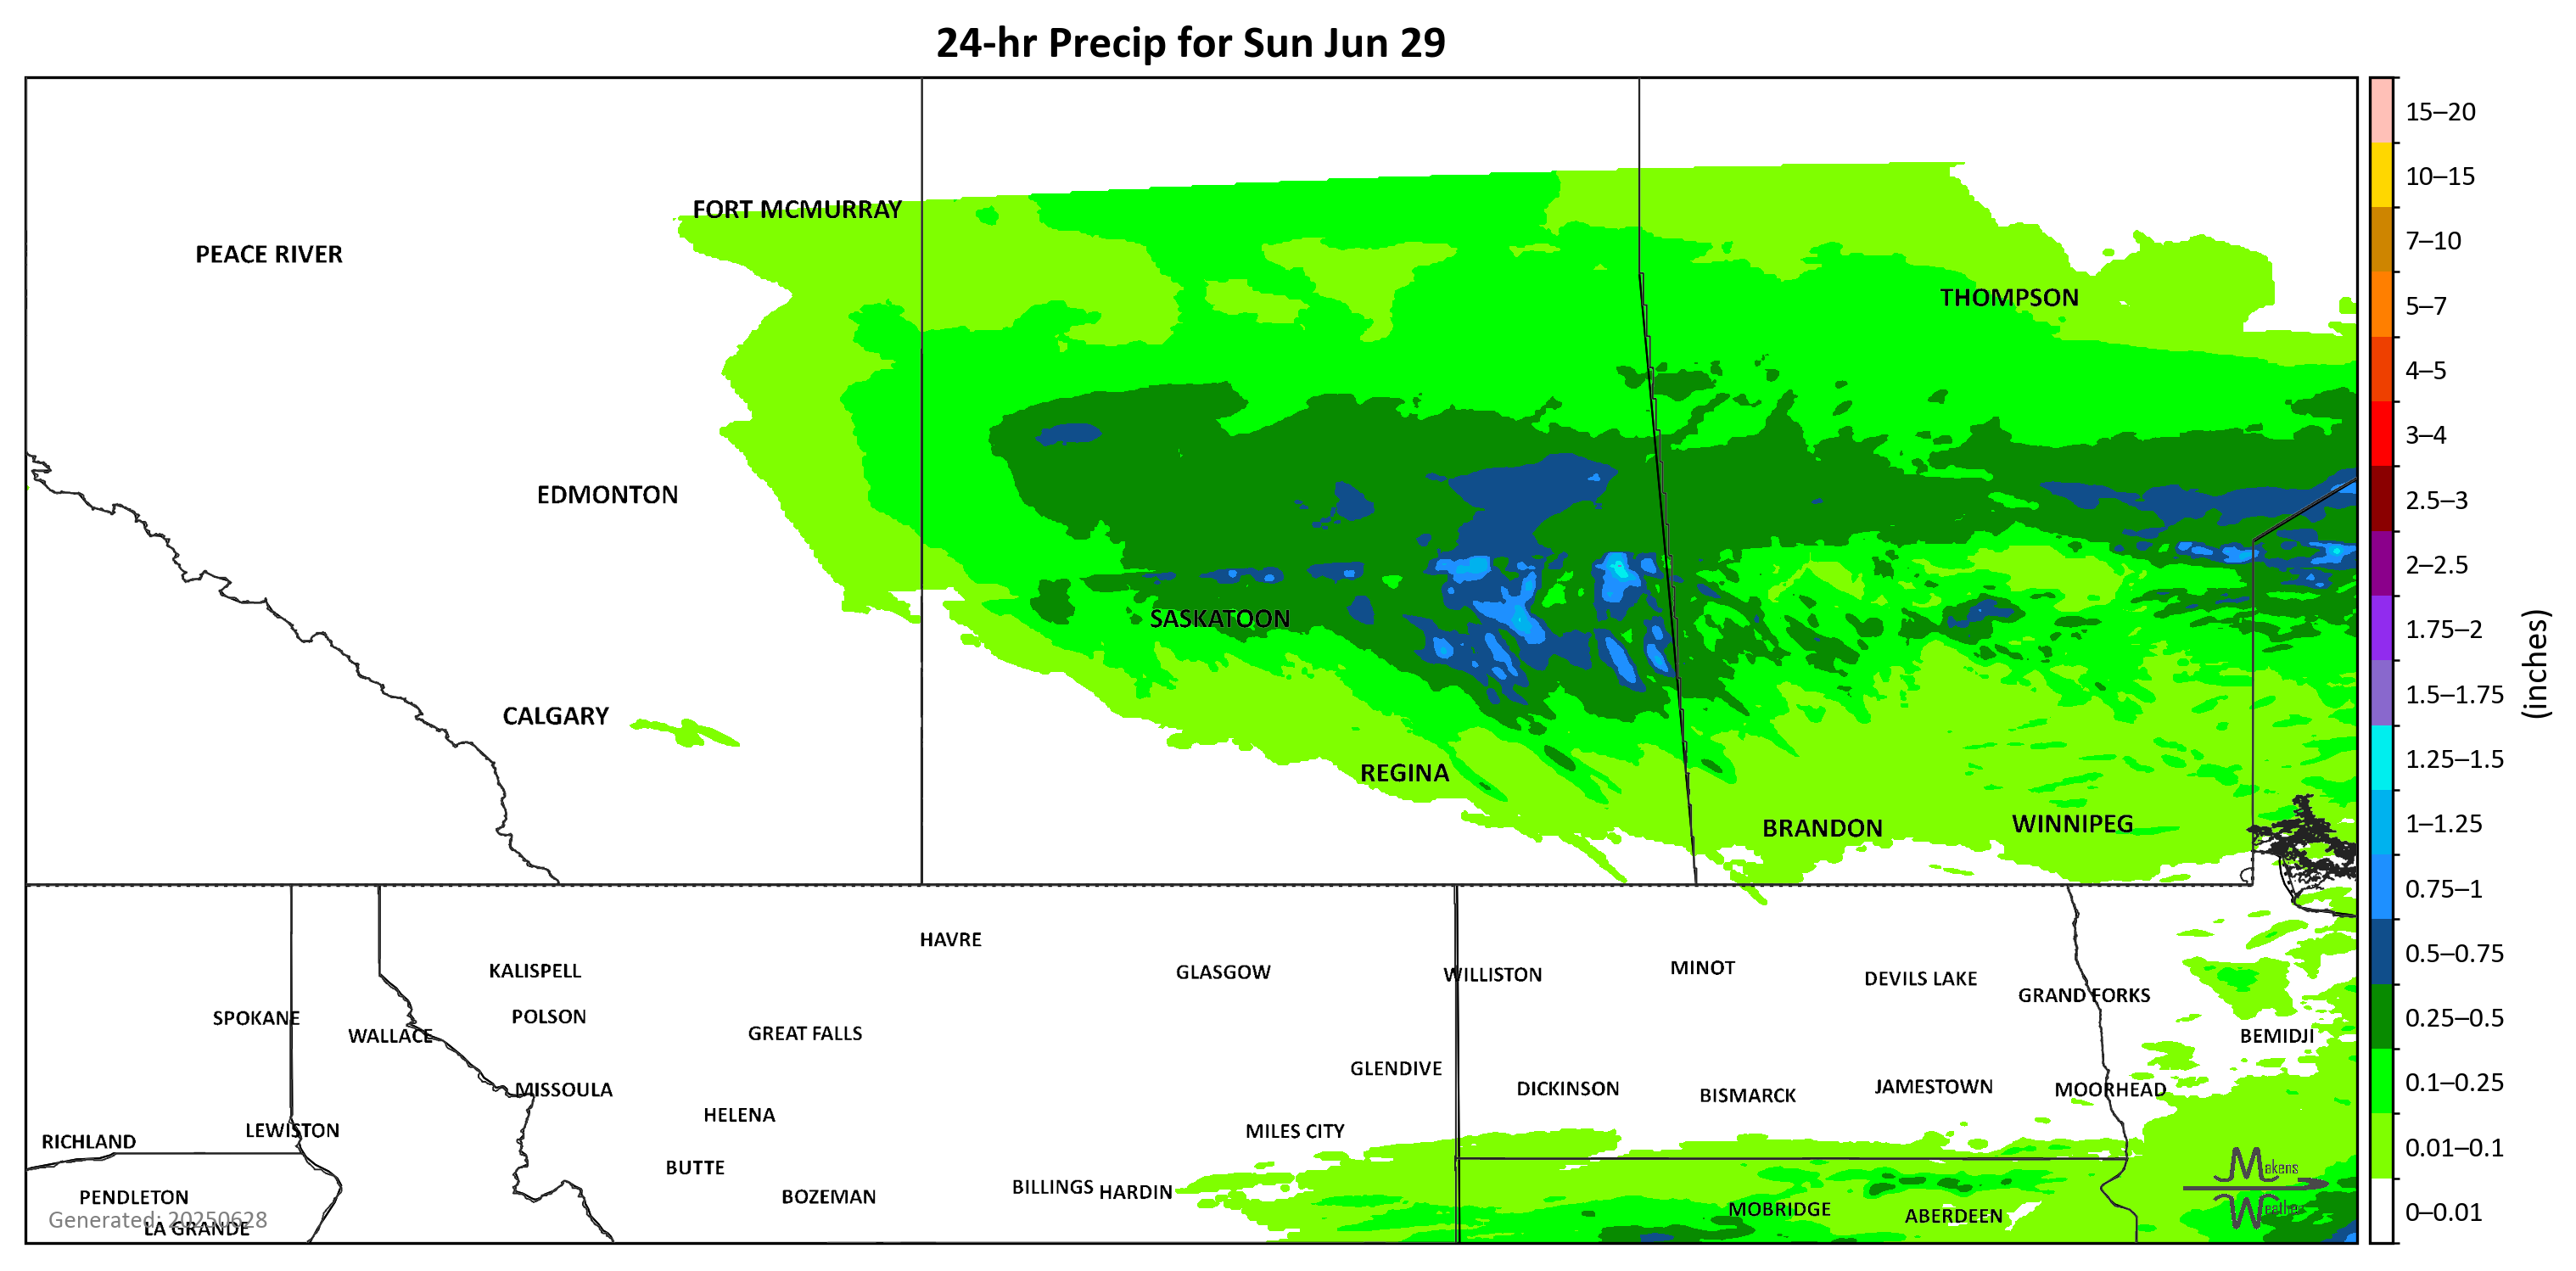 24-hr Precip for Sun Jun 29
15–20
10–15
7–10
5–7
4–5
3–4
2.5–3
2–2.5
1.75–2
1.5–1.75
1.25–1.5
1–1.25
0.75–1
0.5–0.75
0.25–0.5
0.1–0.25
0.01–0.1
0–0.01
(inches)
FORT MCMURRAY
PEACE RIVER
THOMPSON
EDMONTON
SASKATOON
CALGARY
REGINA
BRANDON
WINNIPEG
HAVRE
KALISPELL
GLASGOW
WILLISTON
MINOT
DEVILS LAKE
GRAND FORKS
SPOKANE
POLSON
WALLACE
GREAT FALLS
BEMIDJI
GLENDIVE
MISSOULA
DICKINSON
BISMARCK
JAMESTOWN
MOORHEAD
HELENA
LEWISTON
RICHLAND
MILES CITY
BUTTE
BILLINGS
HARDIN
BOZEMAN
PENDLETON
MOBRIDGE
ABERDEEN
Generated: 20250628
LA GRANDE
Makens
Weather